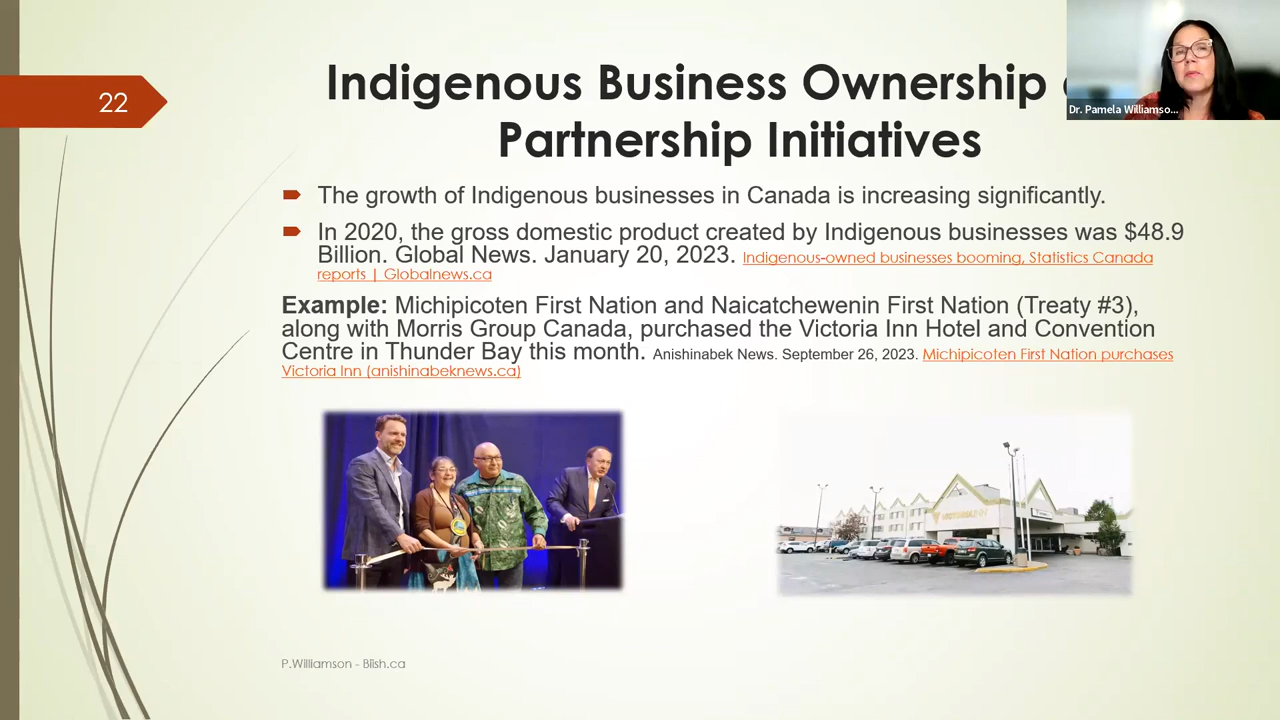 22
Indigenous Business Ownership
Partnership Initiatives
Dr. Pamela Williamso...
The growth of Indigenous businesses in Canada is increasing significantly.
In 2020, the gross domestic product created by Indigenous businesses was $48.9
Billion. Global News. January 20, 2023. Indigenous-owned businesses booming, Statistics Canada
reports | Globalnews.ca
Example: Michipicoten First Nation and Naicatchewenin First Nation (Treaty #3),
along with Morris Group Canada, purchased the Victoria Inn Hotel and Convention
Centre in Thunder Bay this month. Anishinabek News. September 26, 2023. Michipicoten First Nation purchases
Victoria Inn (anishinabeknews.ca)
VICTORIA INN
P.Williamson - Biish.ca